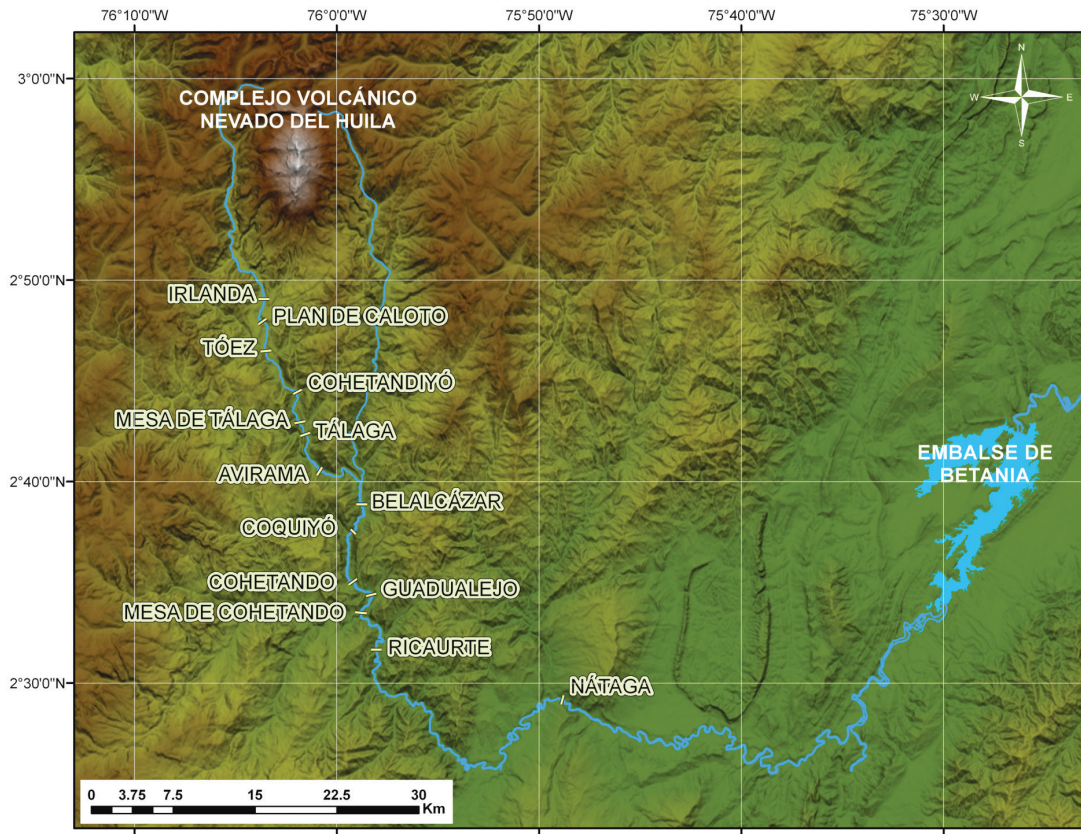 76°10'0"W 76°0'0"W 75°50'0"W 75°40'0"W 75°30'0"W
3°0'0"N
N
W E
S
COMPLEJO VOLCÁNICO
NEVADO DEL HUILA
2°50'0"N
IRLANDA
PLAN DE CALOTO
TÓEZ
COHETANDIYÓ
MESA DE TÁLAGA
TÁLAGA
EMBALSE DE
BETANIA
AVIRAMA
2°40'0"N
BELALCÁZAR
COQUIYÓ
COHETANDO
GUADUALEJO
MESA DE COHETANDO
RICAURTE
2°30'0"N
NÁTAGA
0 3.75 7.5 15 22.5 30
Km